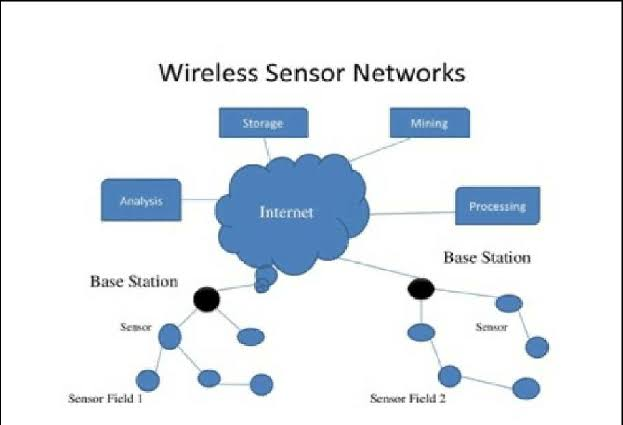 Wireless Sensor Networks
Storage
Mining
Analysis
Internet
Processing
Base Station
Base Station
Sensor
Sensor
Sensor Field 1
Sensor Field 2